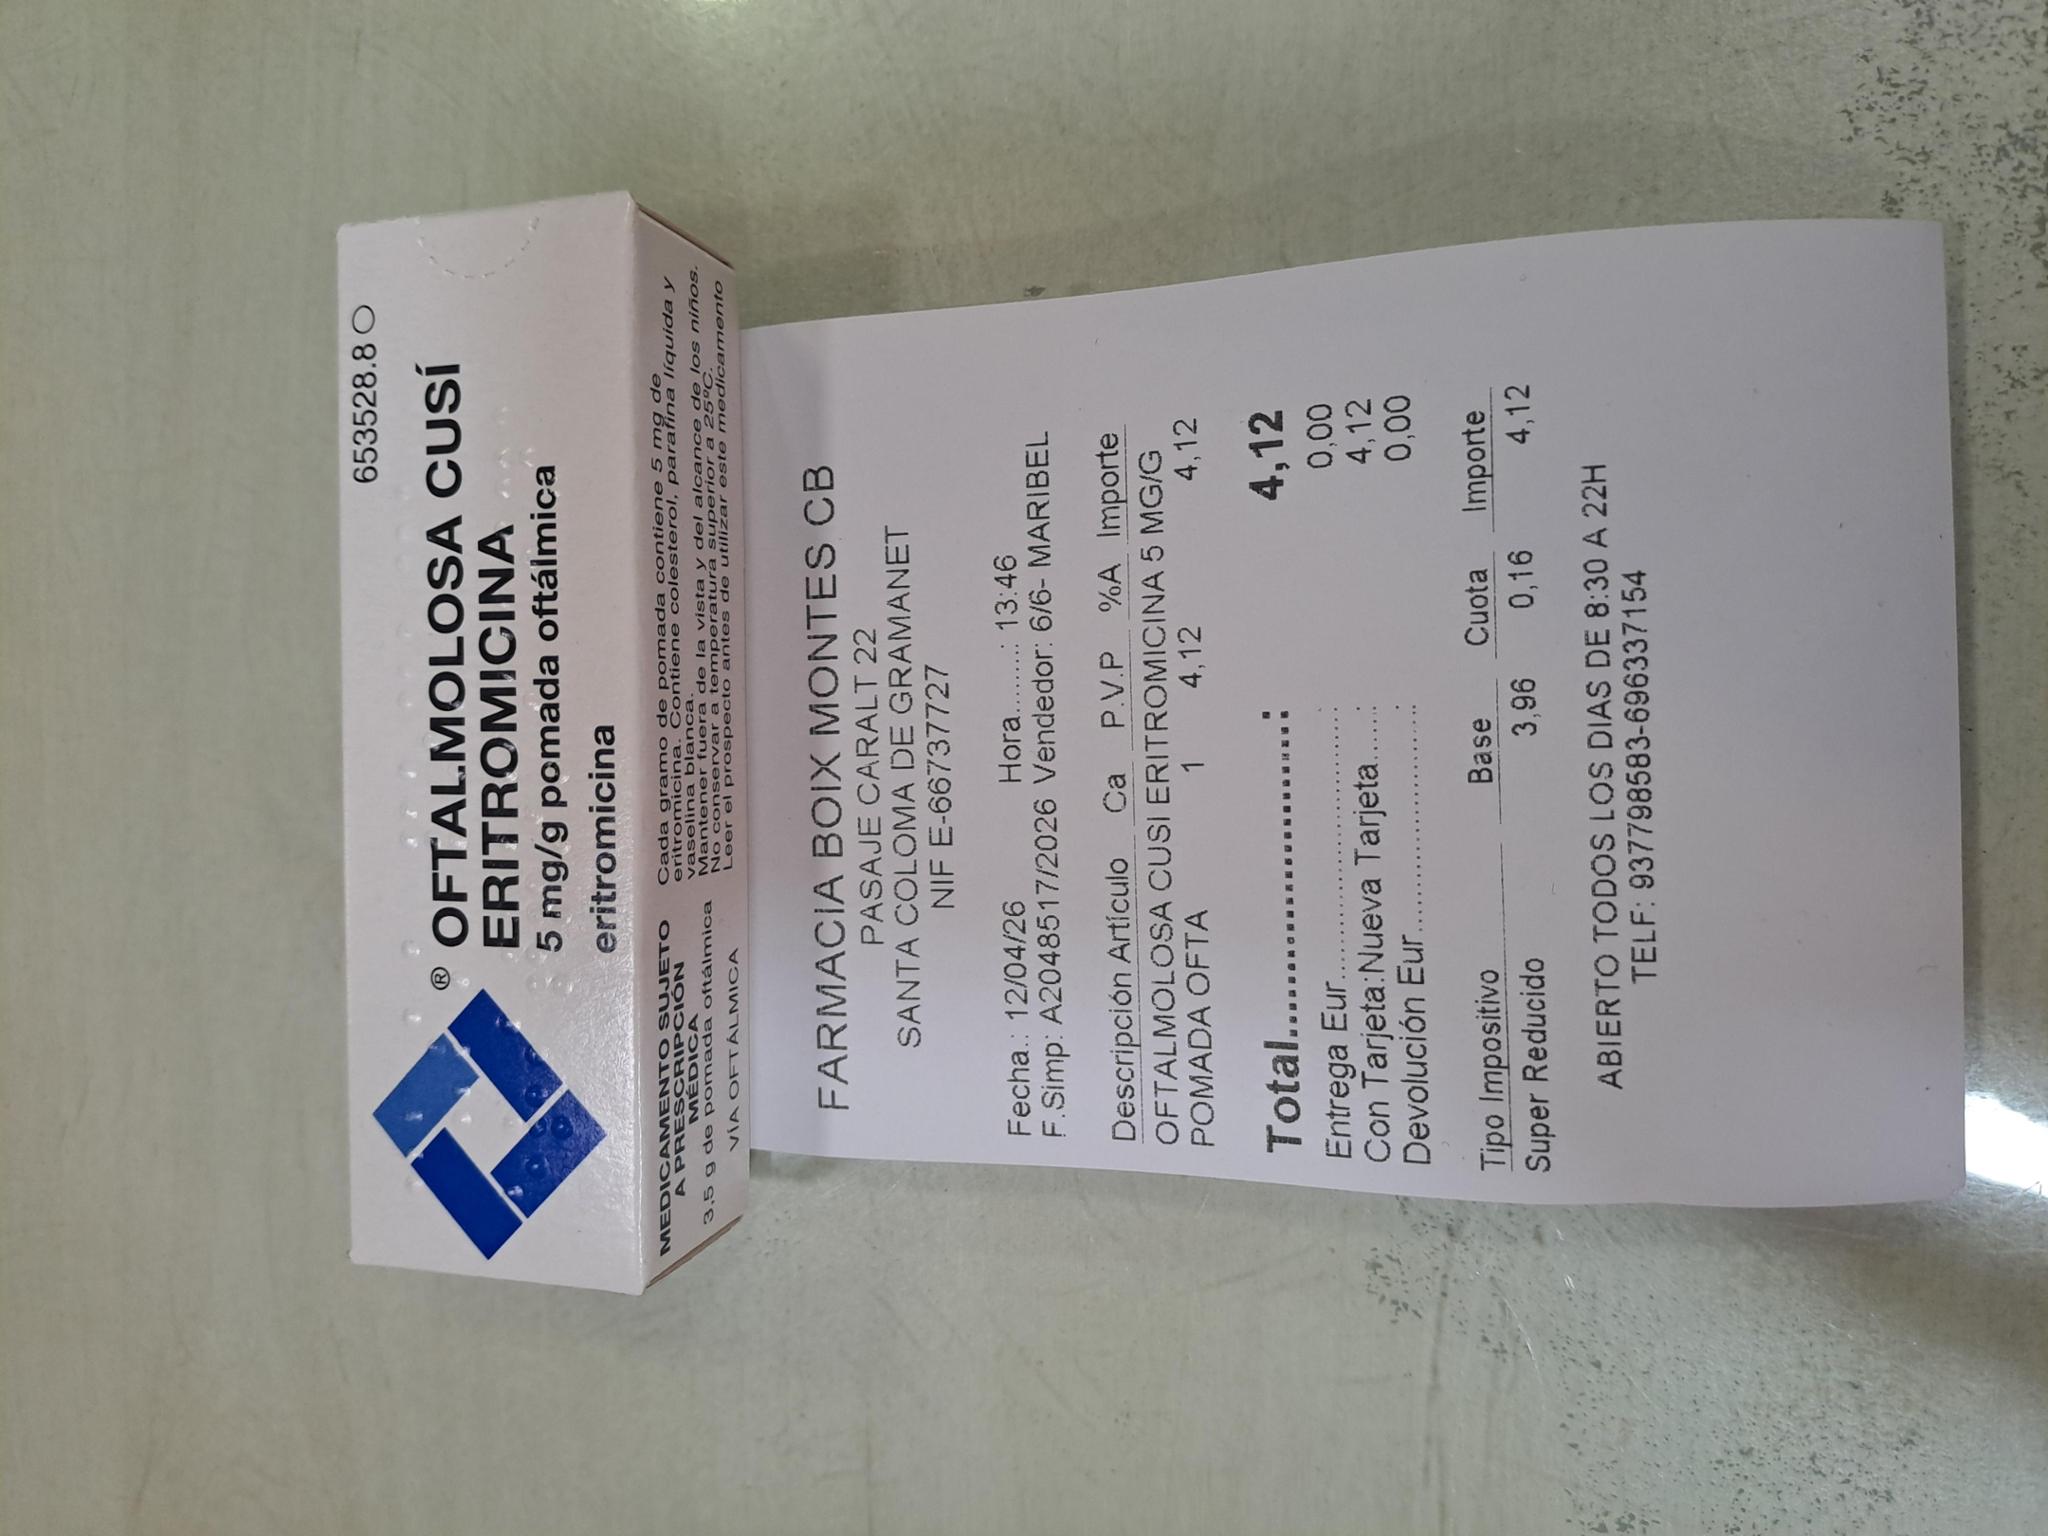 653528.8 O
® OFTALMOLOSA CUSÍ
ERITROMICINA
5 mg/g pomada oftálmica
eritromicina
MEDICAMENTO SUJETO
A PRESCRIPCIÓN
MÉDICA
3,5 g de pomada oftálmica
VÍA OFTÁLMICA
Cada gramo de pomada contiene 5 mg de
eritromicina. Contiene colesterol, parafina líquida y
vaselina blanca.
Mantener fuera de la vista y del alcance de los niños.
No conservar a temperatura superior a 25ºC.
Leer el prospecto antes de utilizar este medicamento
FARMACIA BOIX MONTES CB
PASAJE CARALT 22
SANTA COLOMA DE GRAMANET
NIF E-66737727
Fecha.: 12/04/26 Hora........: 13:46
F.Simp: A2048517/2026 Vendedor: 6/6- MARIBEL
Descripción Artículo Ca P.V.P %A Importe
OFTALMOLOSA CUSI ERITROMICINA 5 MG/G
POMADA OFTA 1 4,12 4,12
Total............................ 4,12
Entrega Eur............................. 0,00
Con Tarjeta:Nueva Tarjeta...... 4,12
Devolución Eur........................ 0,00
Tipo Impositivo Base Cuota Importe
Super Reducido 3,96 0,16 4,12
ABIERTO TODOS LOS DIAS DE 8:30 A 22H
TELF: 937798583-696337154